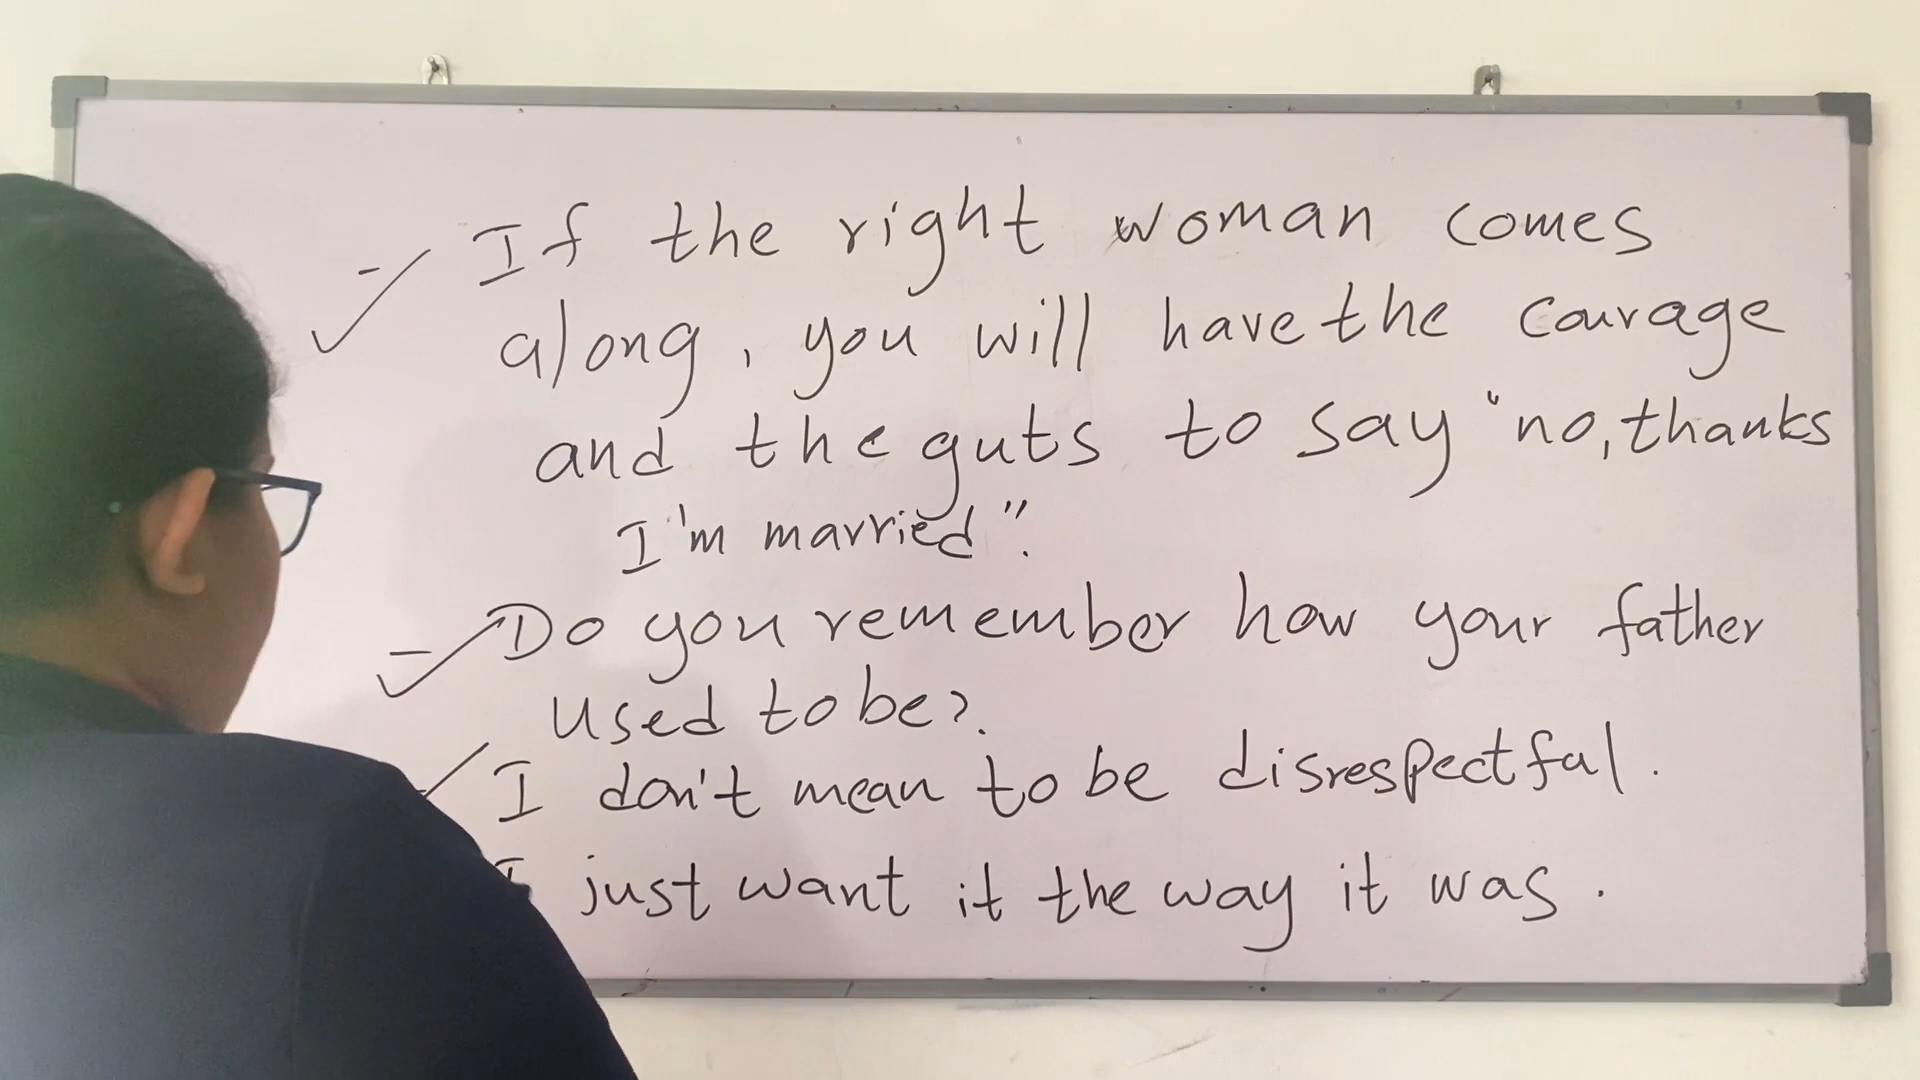 - If the right woman comes
along, you will have the courage
and the guts to say "no, thanks
I'm married".
- Do you remember how your father
used to be?
I don't mean to be disrespectful.
I just want it the way it was.